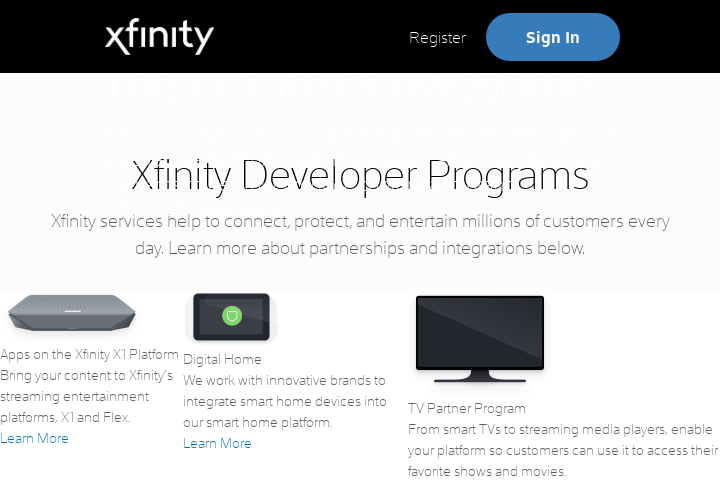 xfinity
Register
Sign In
The Future of Awesome
Xfinity Developer Programs
Xfinity services help to connect, protect, and entertain millions of customers every
day. Learn more about partnerships and integrations below.
Apps on the Xfinity X1 Platform
Bring your content to Xfinity's
streaming entertainment
platforms, X1 and Flex.
Learn More
Digital Home
We work with innovative brands to
integrate smart home devices into
our smart home platform.
Learn More
TV Partner Program
From smart TVs to streaming media players, enable
your platform so customers can use it to access their
favorite shows and movies.